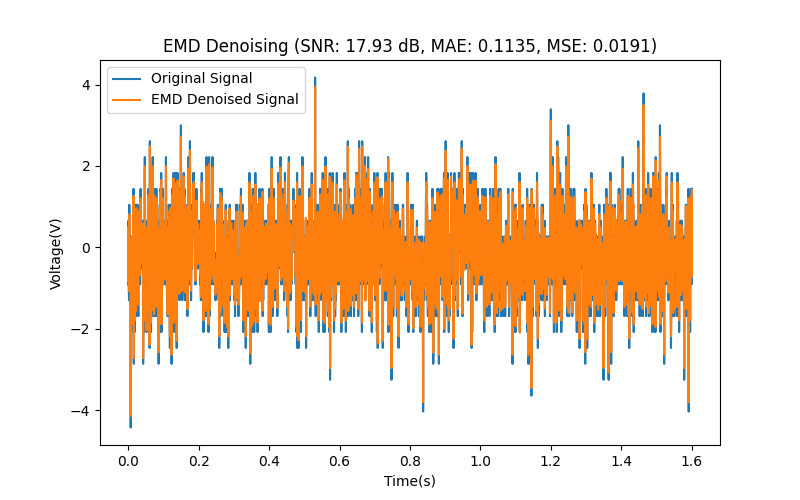 EMD Denoising (SNR: 17.93 dB, MAE: 0.1135, MSE: 0.0191)
Original Signal
EMD Denoised Signal
4
2
0
−2
−4
Voltage(V)
0.0 0.2 0.4 0.6 0.8 1.0 1.2 1.4 1.6
Time(s)